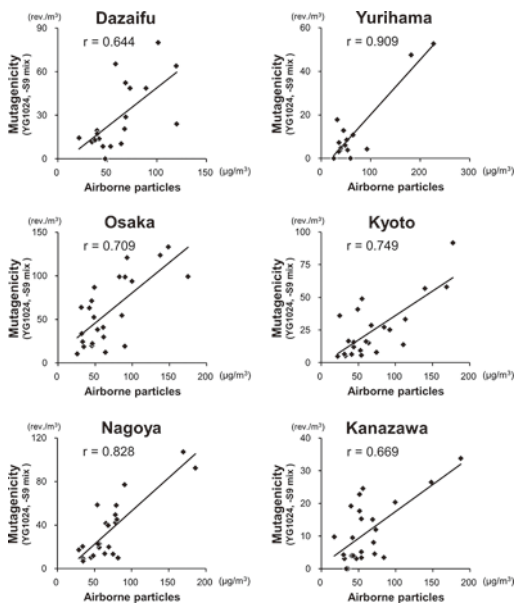 Dazaifu
Yurihama
(rev./m³)
(rev./m³)
90
60
r = 0.644
r = 0.909
Mutagenicity
(YG1024, -S9 mix )
Mutagenicity
(YG1024, -S9 mix )
60
40
30
20
0
0
0 50 100 150 (µg/m³)
0 100 200 300 (µg/m³)
Airborne particles
Airborne particles
Osaka
Kyoto
(rev./m³)
(rev./m³)
150
100
r = 0.709
r = 0.749
Mutagenicity
(YG1024, -S9 mix )
Mutagenicity
(YG1024, -S9 mix )
100
75
50
50
25
0
0
0 50 100 150 200 (µg/m³)
0 50 100 150 200 (µg/m³)
Airborne particles
Airborne particles
Nagoya
Kanazawa
(rev./m³)
(rev./m³)
120
40
r = 0.828
r = 0.669
Mutagenicity
(YG1024, -S9 mix )
Mutagenicity
(YG1024, -S9 mix )
80
30
20
40
10
0
0
0 50 100 150 200 (µg/m³)
0 50 100 150 200 (µg/m³)
Airborne particles
Airborne particles